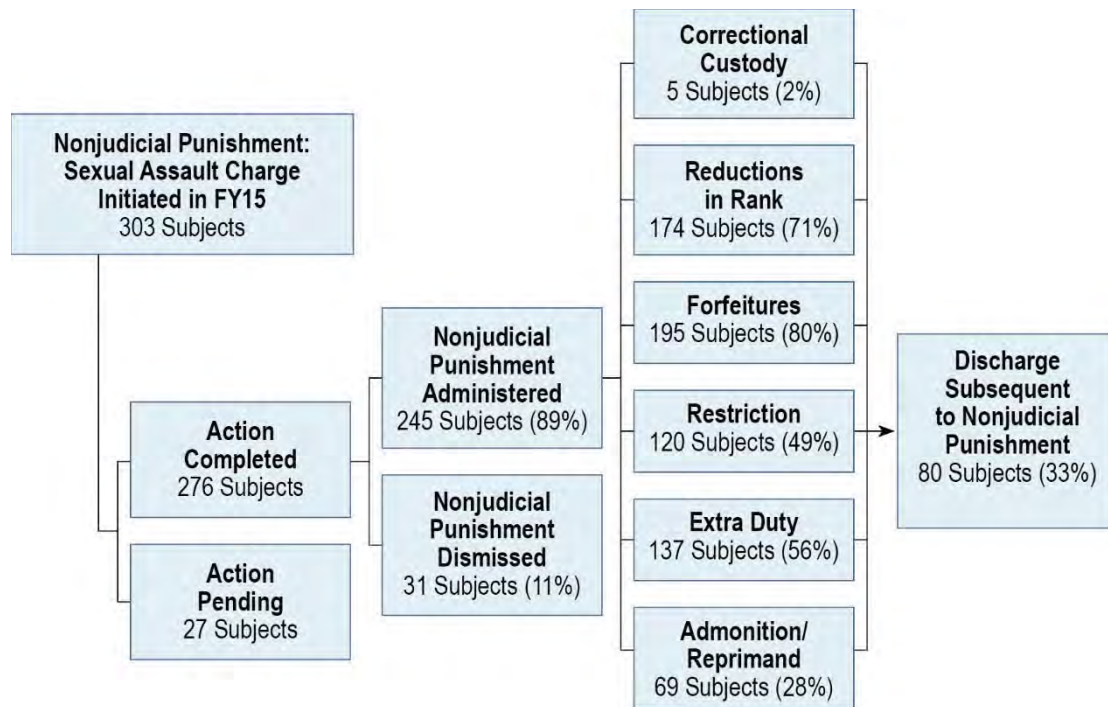 Nonjudicial Punishment:
Sexual Assault Charge
Initiated in FY15
303 Subjects
Action
Completed
276 Subjects
Action
Pending
27 Subjects
Nonjudicial
Punishment
Administered
245 Subjects (89%)
Nonjudicial
Punishment
Dismissed
31 Subjects (11%)
Correctional
Custody
5 Subjects (2%)
Reductions
in Rank
174 Subjects (71%)
Forfeitures
195 Subjects (80%)
Restriction
120 Subjects (49%)
Extra Duty
137 Subjects (56%)
Admonition/
Reprimand
69 Subjects (28%)
Discharge
Subsequent
to Nonjudicial
Punishment
80 Subjects (33%)